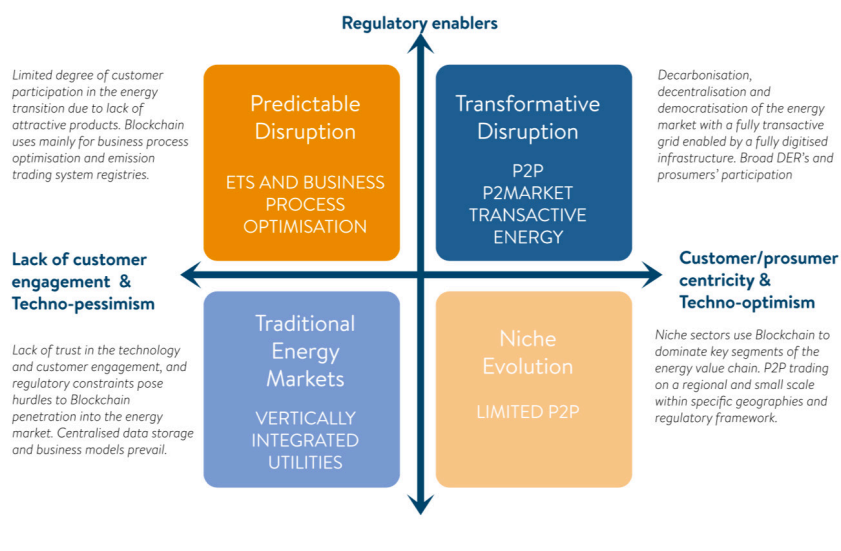 Regulatory enablers
Limited degree of customer
participation in the energy
transition due to lack of
attractive products. Blockchain
uses mainly for business process
optimisation and emission
trading system registries.
Predictable
Disruption
ETS AND BUSINESS
PROCESS
OPTIMISATION
Transformative
Disruption
P2P
P2MARKET
TRANSACTIVE
ENERGY
Decarbonisation,
decentralisation and
democratisation of the energy
market with a fully transactive
grid enabled by a fully digitised
infrastructure. Broad DER's and
prosumers' participation
Lack of customer
engagement &
Techno-pessimism
Customer/prosumer
centricity &
Techno-optimism
Lack of trust in the technology
and customer engagement, and
regulatory constraints pose
hurdles to Blockchain
penetration into the energy
market. Centralised data storage
and business models prevail.
Traditional
Energy
Markets
VERTICALLY
INTEGRATED
UTILITIES
Niche
Evolution
LIMITED P2P
Niche sectors use Blockchain to
dominate key segments of the
energy value chain. P2P trading
on a regional and small scale
within specific geographies and
regulatory framework.